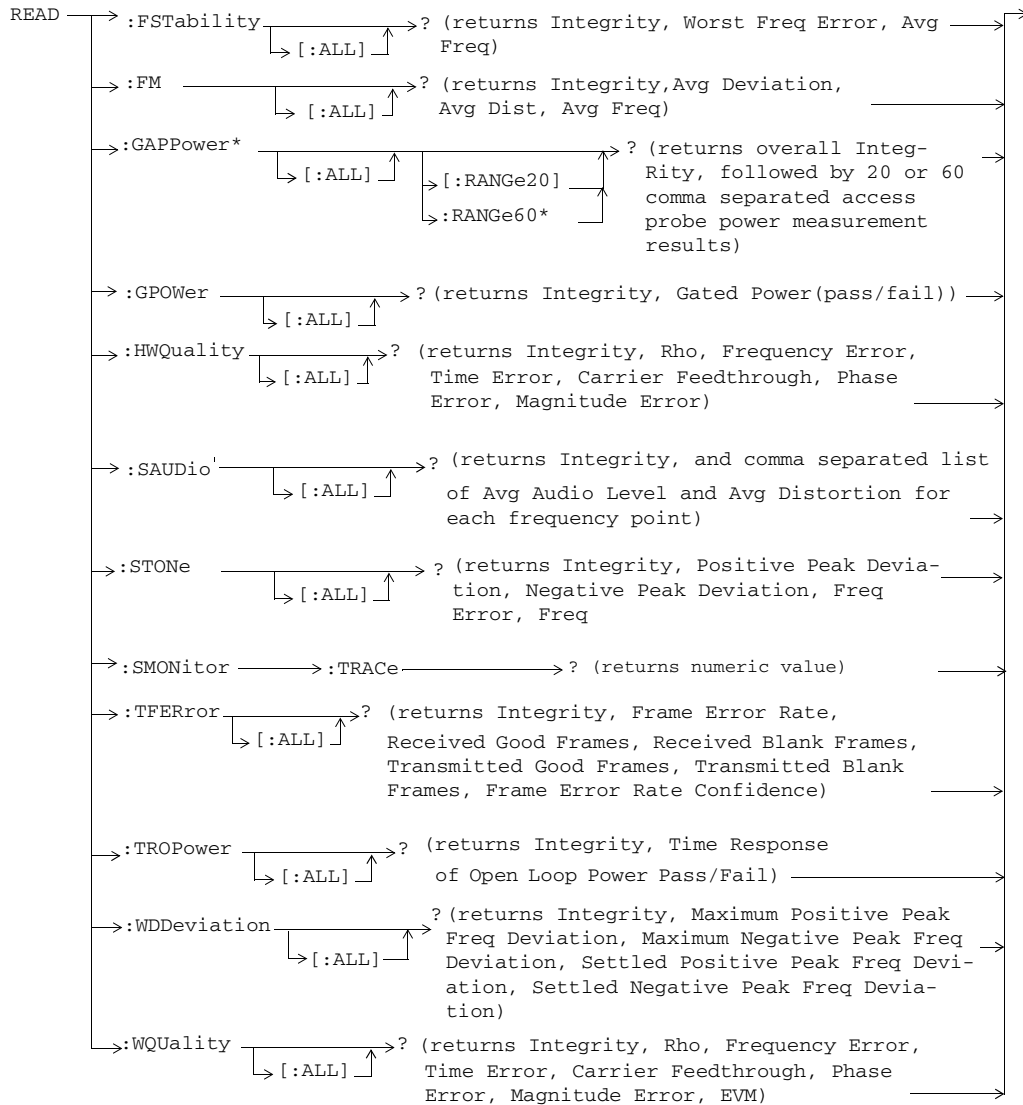 READ :FSTability ? (returns Integrity, Worst Freq Error, Avg
[:ALL] Freq)
:FM ? (returns Integrity,Avg Deviation,
[:ALL] Avg Dist, Avg Freq)
:GAPPower* ? (returns overall Integ-
[:ALL] [:RANGe20] Rity, followed by 20 or 60
:RANGe60* comma separated access
probe power measurement
results)
:GPOWer ? (returns Integrity, Gated Power(pass/fail))
[:ALL]
:HWQuality ? (returns Integrity, Rho, Frequency Error,
[:ALL] Time Error, Carrier Feedthrough, Phase
Error, Magnitude Error)
:SAUDio' ? (returns Integrity, and comma separated list
[:ALL] of Avg Audio Level and Avg Distortion for
each frequency point)
:STONe ? (returns Integrity, Positive Peak Devia-
[:ALL] tion, Negative Peak Deviation, Freq
Error, Freq
:SMONitor :TRACe ? (returns numeric value)
:TFERror ? (returns Integrity, Frame Error Rate,
[:ALL] Received Good Frames, Received Blank Frames,
Transmitted Good Frames, Transmitted Blank
Frames, Frame Error Rate Confidence)
:TROPower ? (returns Integrity, Time Response
[:ALL] of Open Loop Power Pass/Fail)
:WDDeviation ? (returns Integrity, Maximum Positive Peak
[:ALL] Freq Deviation, Maximum Negative Peak Freq
Deviation, Settled Positive Peak Freq Devi-
ation, Settled Negative Peak Freq Devia-
tion)
:WQUality ? (returns Integrity, Rho, Frequency Error,
[:ALL] Time Error, Carrier Feedthrough, Phase
Error, Magnitude Error, EVM)